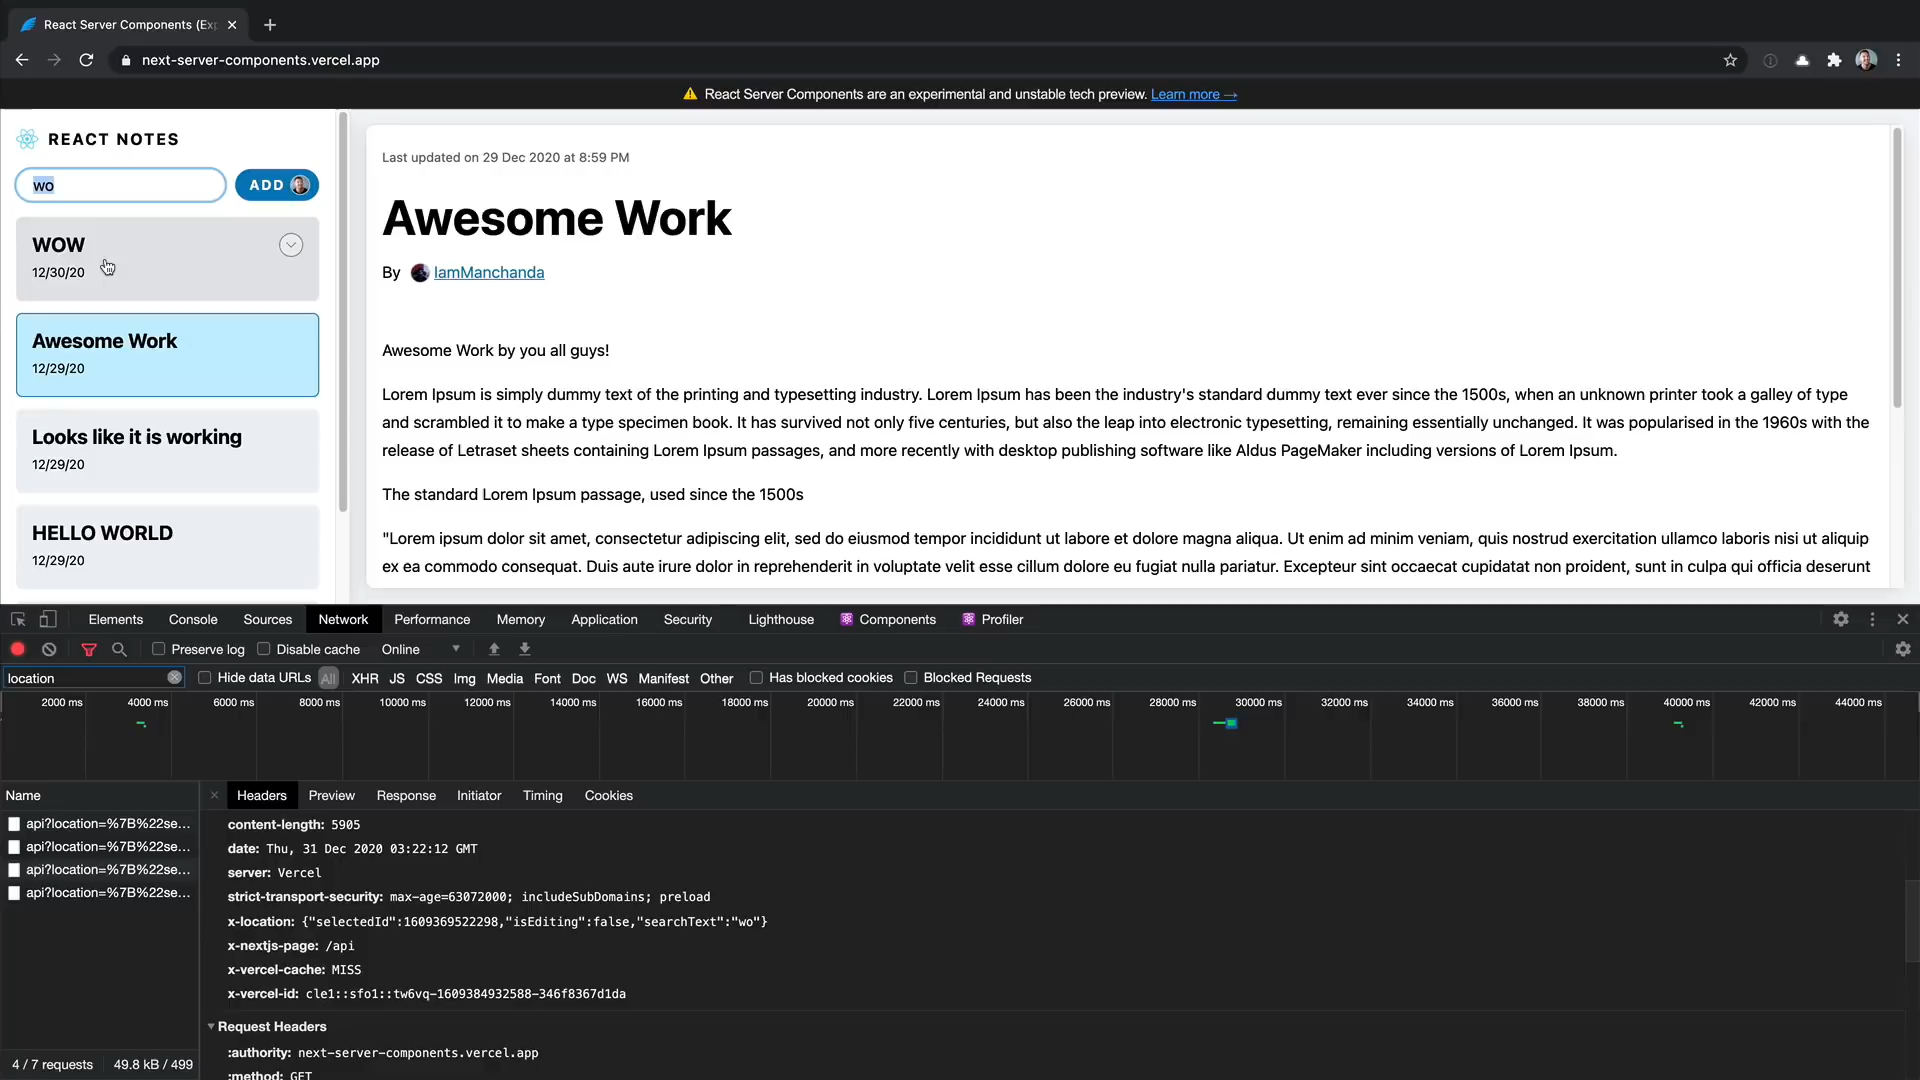 React Server Components (Exp
next-server-components.vercel.app
React Server Components are an experimental and unstable tech preview. Learn more →
REACT NOTES
wo
ADD
WOW
12/30/20
Awesome Work
12/29/20
Looks like it is working
12/29/20
HELLO WORLD
12/29/20
Last updated on 29 Dec 2020 at 8:59 PM
Awesome Work
By IamManchanda
Awesome Work by you all guys!
Lorem Ipsum is simply dummy text of the printing and typesetting industry. Lorem Ipsum has been the industry's standard dummy text ever since the 1500s, when an unknown printer took a galley of type
and scrambled it to make a type specimen book. It has survived not only five centuries, but also the leap into electronic typesetting, remaining essentially unchanged. It was popularised in the 1960s with the
release of Letraset sheets containing Lorem Ipsum passages, and more recently with desktop publishing software like Aldus PageMaker including versions of Lorem Ipsum.
The standard Lorem Ipsum passage, used since the 1500s
"Lorem ipsum dolor sit amet, consectetur adipiscing elit, sed do eiusmod tempor incididunt ut labore et dolore magna aliqua. Ut enim ad minim veniam, quis nostrud exercitation ullamco laboris nisi ut aliquip
ex ea commodo consequat. Duis aute irure dolor in reprehenderit in voluptate velit esse cillum dolore eu fugiat nulla pariatur. Excepteur sint occaecat cupidatat non proident, sunt in culpa qui officia deserunt
Elements Console Sources Network Performance Memory Application Security Lighthouse Components Profiler
Preserve log Disable cache Online
location Hide data URLs All XHR JS CSS Img Media Font Doc WS Manifest Other Has blocked cookies Blocked Requests
2000 ms 4000 ms 6000 ms 8000 ms 10000 ms 12000 ms 14000 ms 16000 ms 18000 ms 20000 ms 22000 ms 24000 ms 26000 ms 28000 ms 30000 ms 32000 ms 34000 ms 36000 ms 38000 ms 40000 ms 42000 ms 44000 ms
Name
api?location=%7B%22se...
api?location=%7B%22se...
api?location=%7B%22se...
api?location=%7B%22se...
4 / 7 requests 49.8 kB / 499
Headers Preview Response Initiator Timing Cookies
content-length: 5905
date: Thu, 31 Dec 2020 03:22:12 GMT
server: Vercel
strict-transport-security: max-age=63072000; includeSubDomains; preload
x-location: {"selectedId":1609369522298,"isEditing":false,"searchText":"wo"}
x-nextjs-page: /api
x-vercel-cache: MISS
x-vercel-id: cle1::sfo1::tw6vq-1609384932588-346f8367d1da
Request Headers
:authority: next-server-components.vercel.app
:method: GET